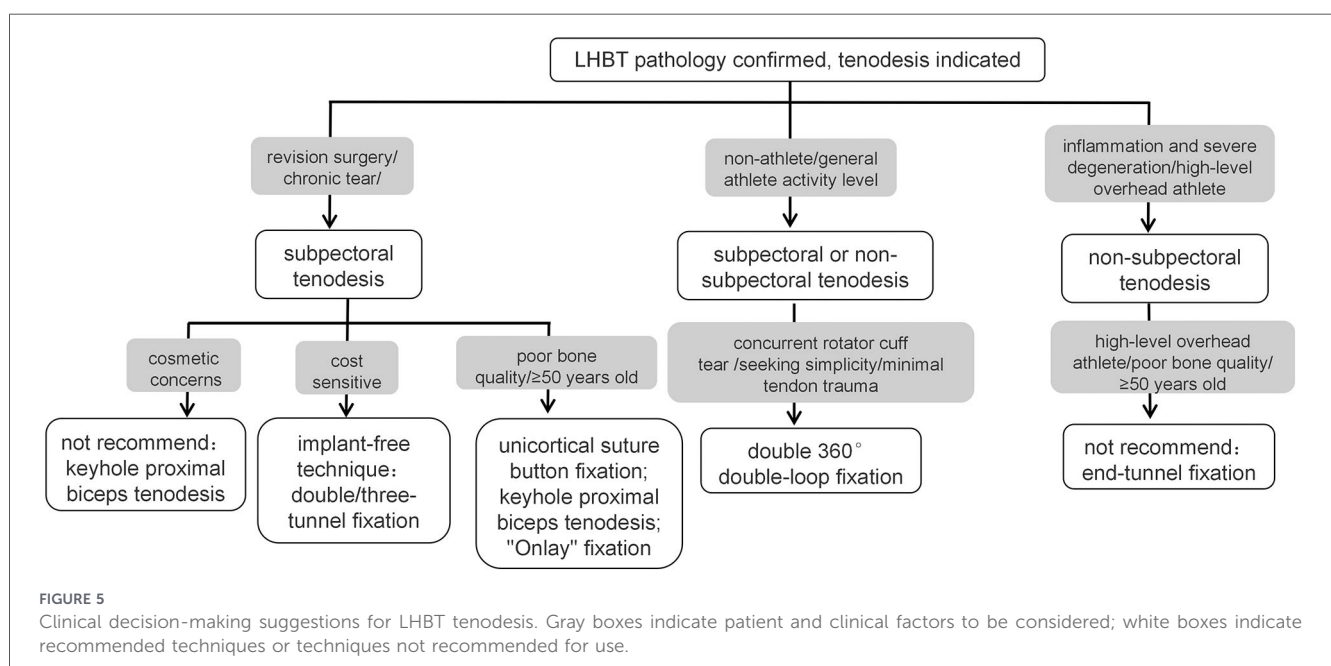 LHBT pathology confirmed, tenodesis indicated
revision surgery/
chronic tear/
non-athlete/general
athlete activity level
inflammation and severe
degeneration/high-level
overhead athlete
subpectoral
tenodesis
subpectoral or non-
subpectoral tenodesis
non-subpectoral
tenodesis
cosmetic
concerns
cost
sensitive
poor bone
quality/≥50 years old
concurrent rotator cuff
tear /seeking simplicity/minimal
tendon trauma
high-level overhead
athlete/poor bone quality/
≥50 years old
not recommend：
keyhole proximal
biceps tenodesis
implant-free
technique：
double/three-
tunnel fixation
unicortical suture
button fixation;
keyhole proximal
biceps tenodesis;
"Onlay" fixation
double 360°
double-loop fixation
not recommend：
end-tunnel fixation
FIGURE 5
Clinical decision-making suggestions for LHBT tenodesis. Gray boxes indicate patient and clinical factors to be considered; white boxes indicate
recommended techniques or techniques not recommended for use.